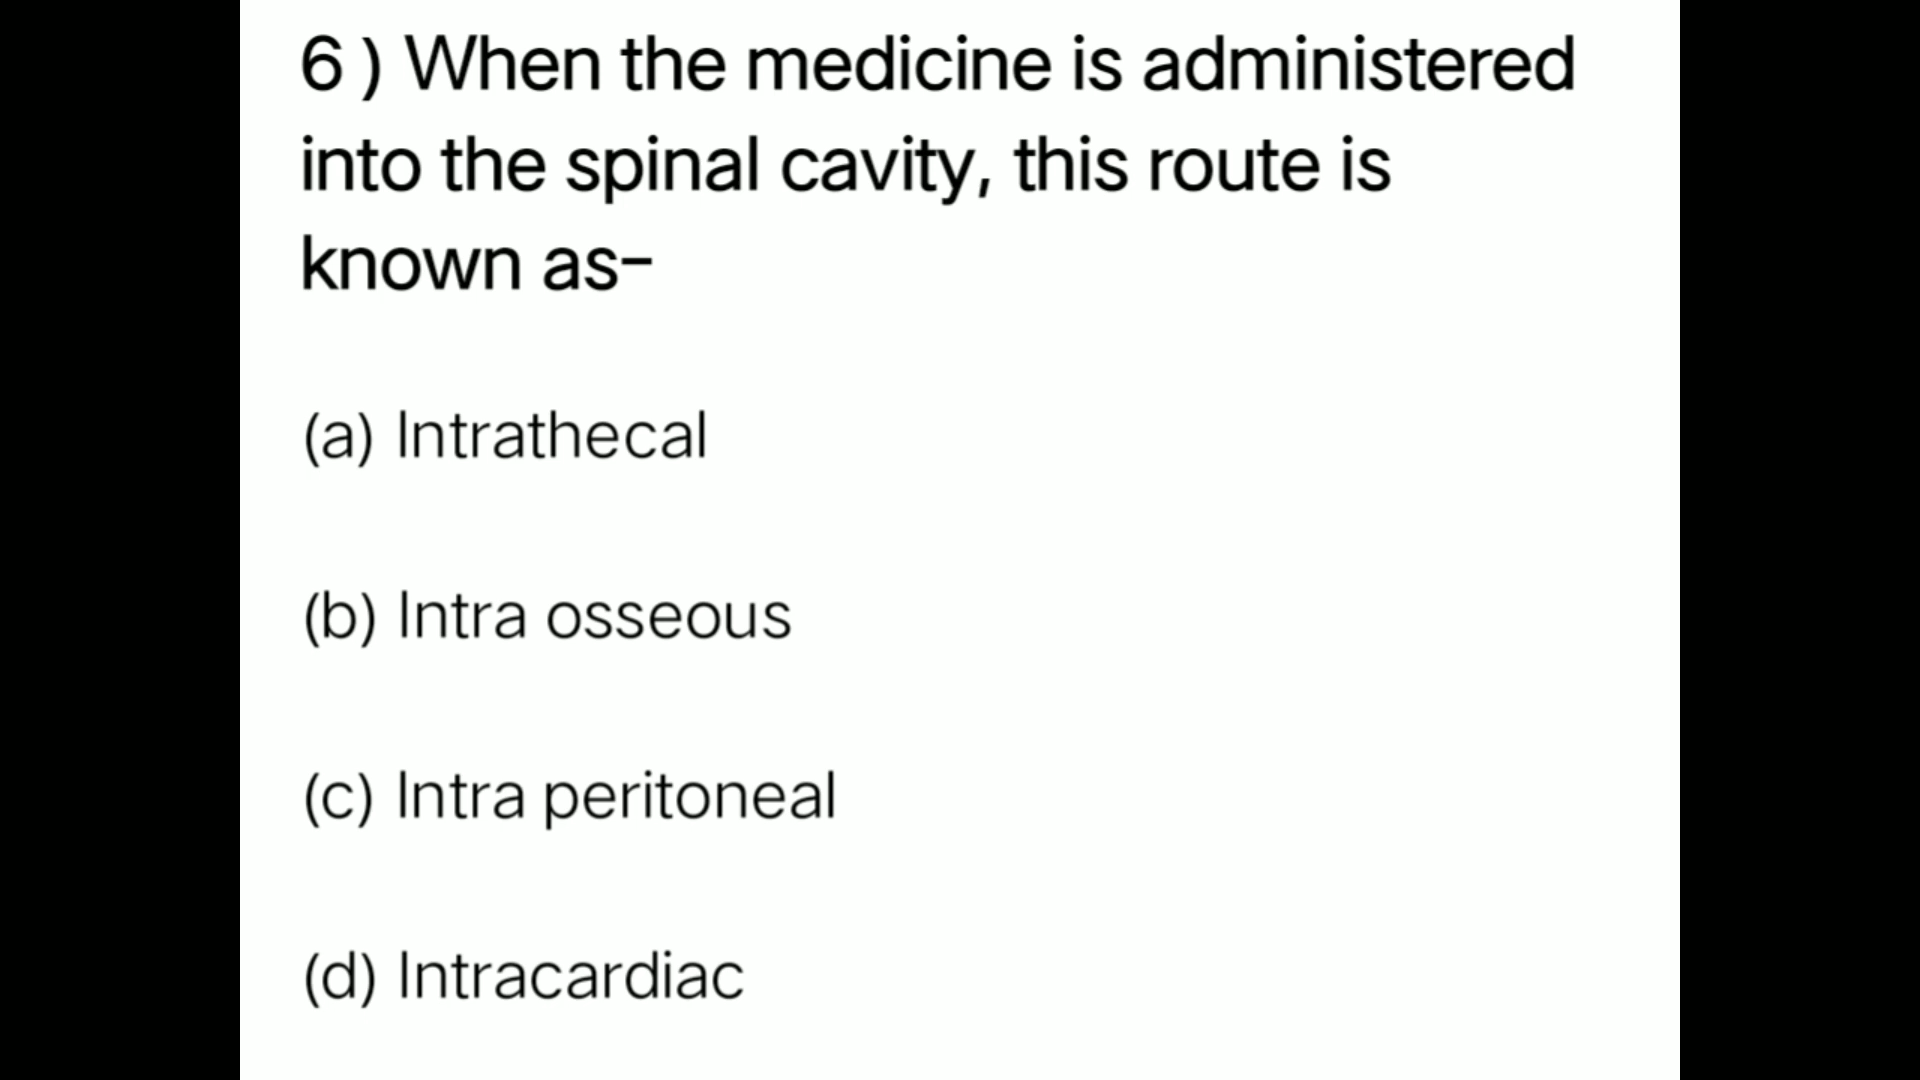 6 ) When the medicine is administered
into the spinal cavity, this route is
known as-
(a) Intrathecal
(b) Intra osseous
(c) Intra peritoneal
(d) Intracardiac